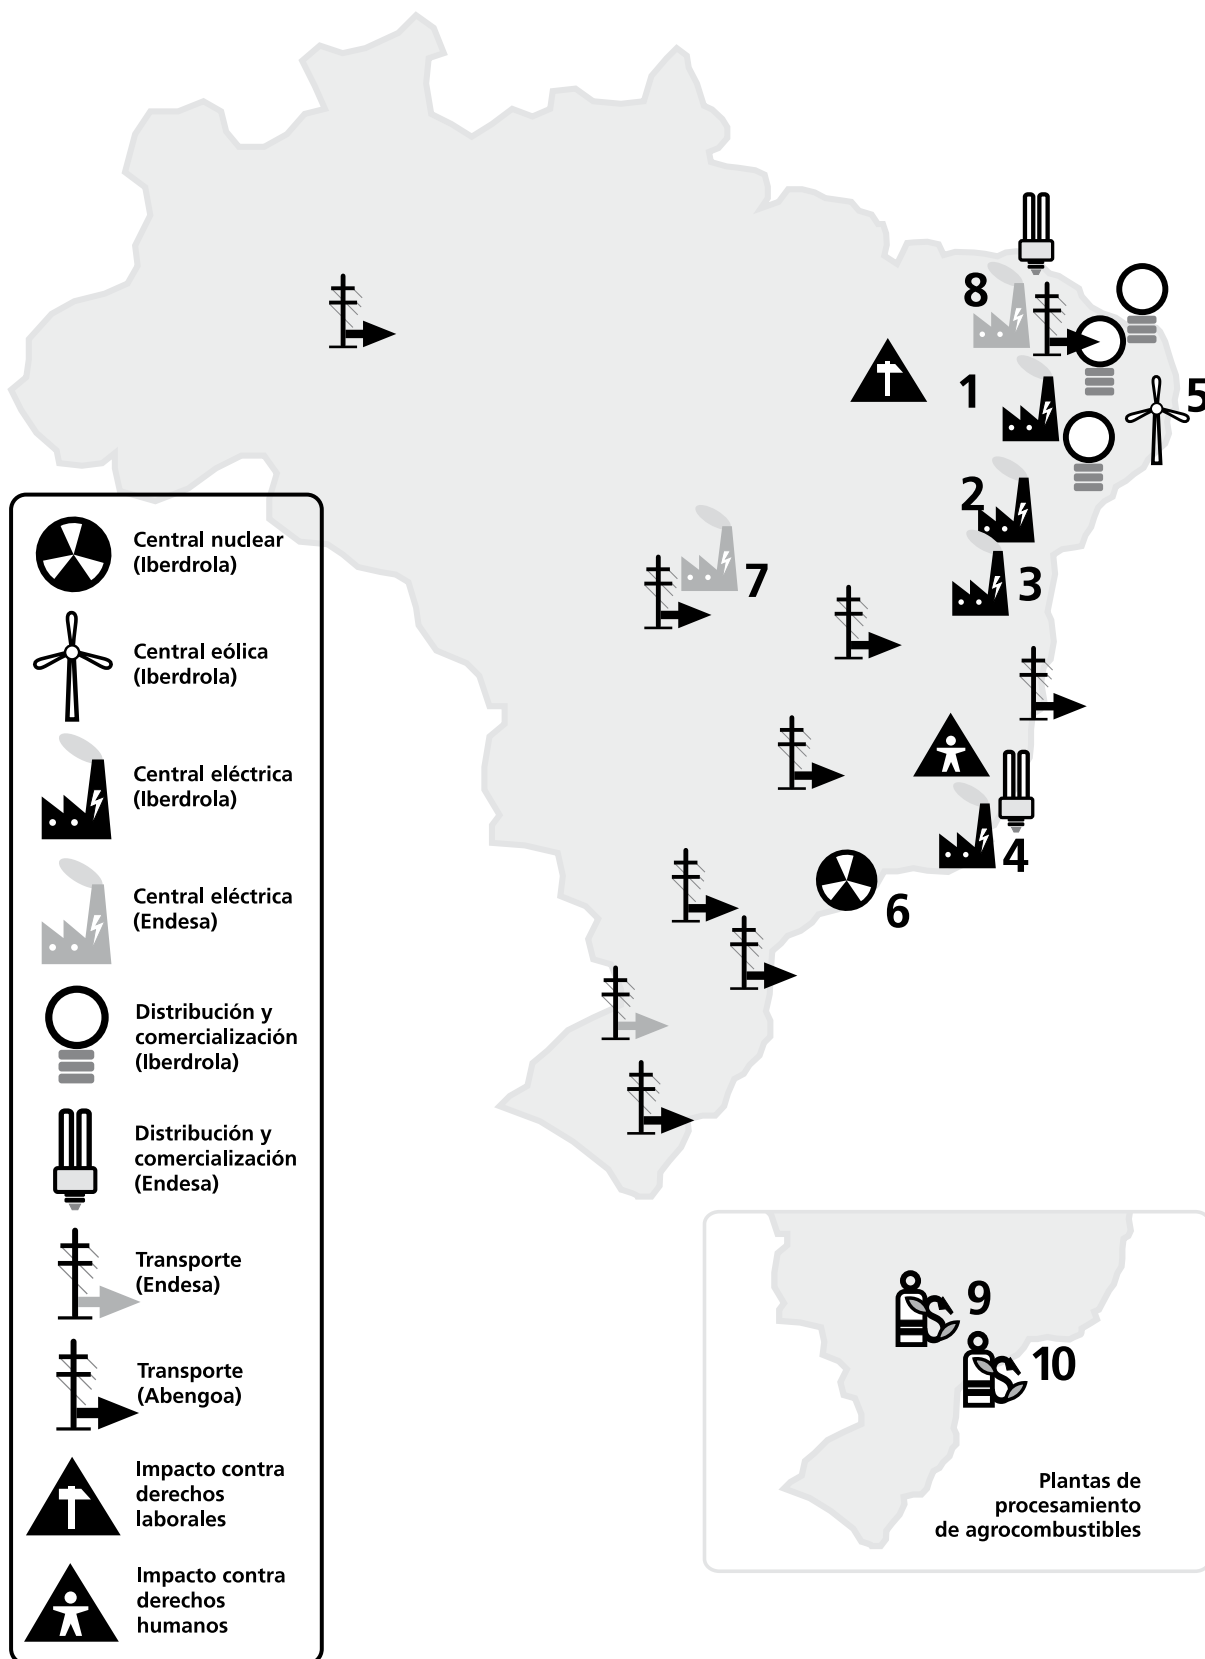 8
1
5
2
3
7
4
6
Central nuclear
(Iberdrola)
Central eólica
(Iberdrola)
Central eléctrica
(Iberdrola)
Central eléctrica
(Endesa)
Distribución y
comercialización
(Iberdrola)
Distribución y
comercialización
(Endesa)
Transporte
(Endesa)
Transporte
(Abengoa)
Impacto contra
derechos
laborales
Impacto contra
derechos
humanos
9
10
Plantas de
procesamiento
de agrocombustibles